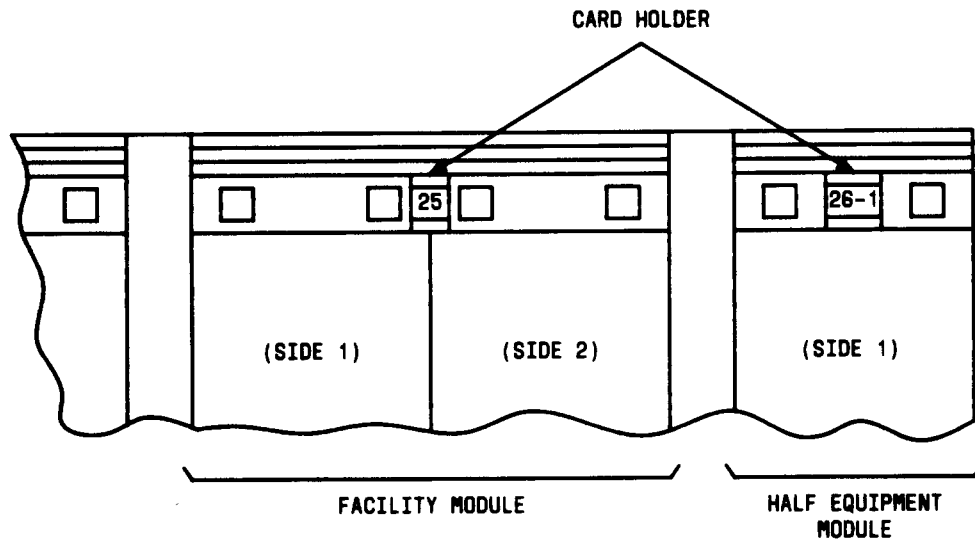 CARD HOLDER
25
26-1
(SIDE 1)
(SIDE 2)
(SIDE 1)
FACILITY MODULE
HALF EQUIPMENT
MODULE